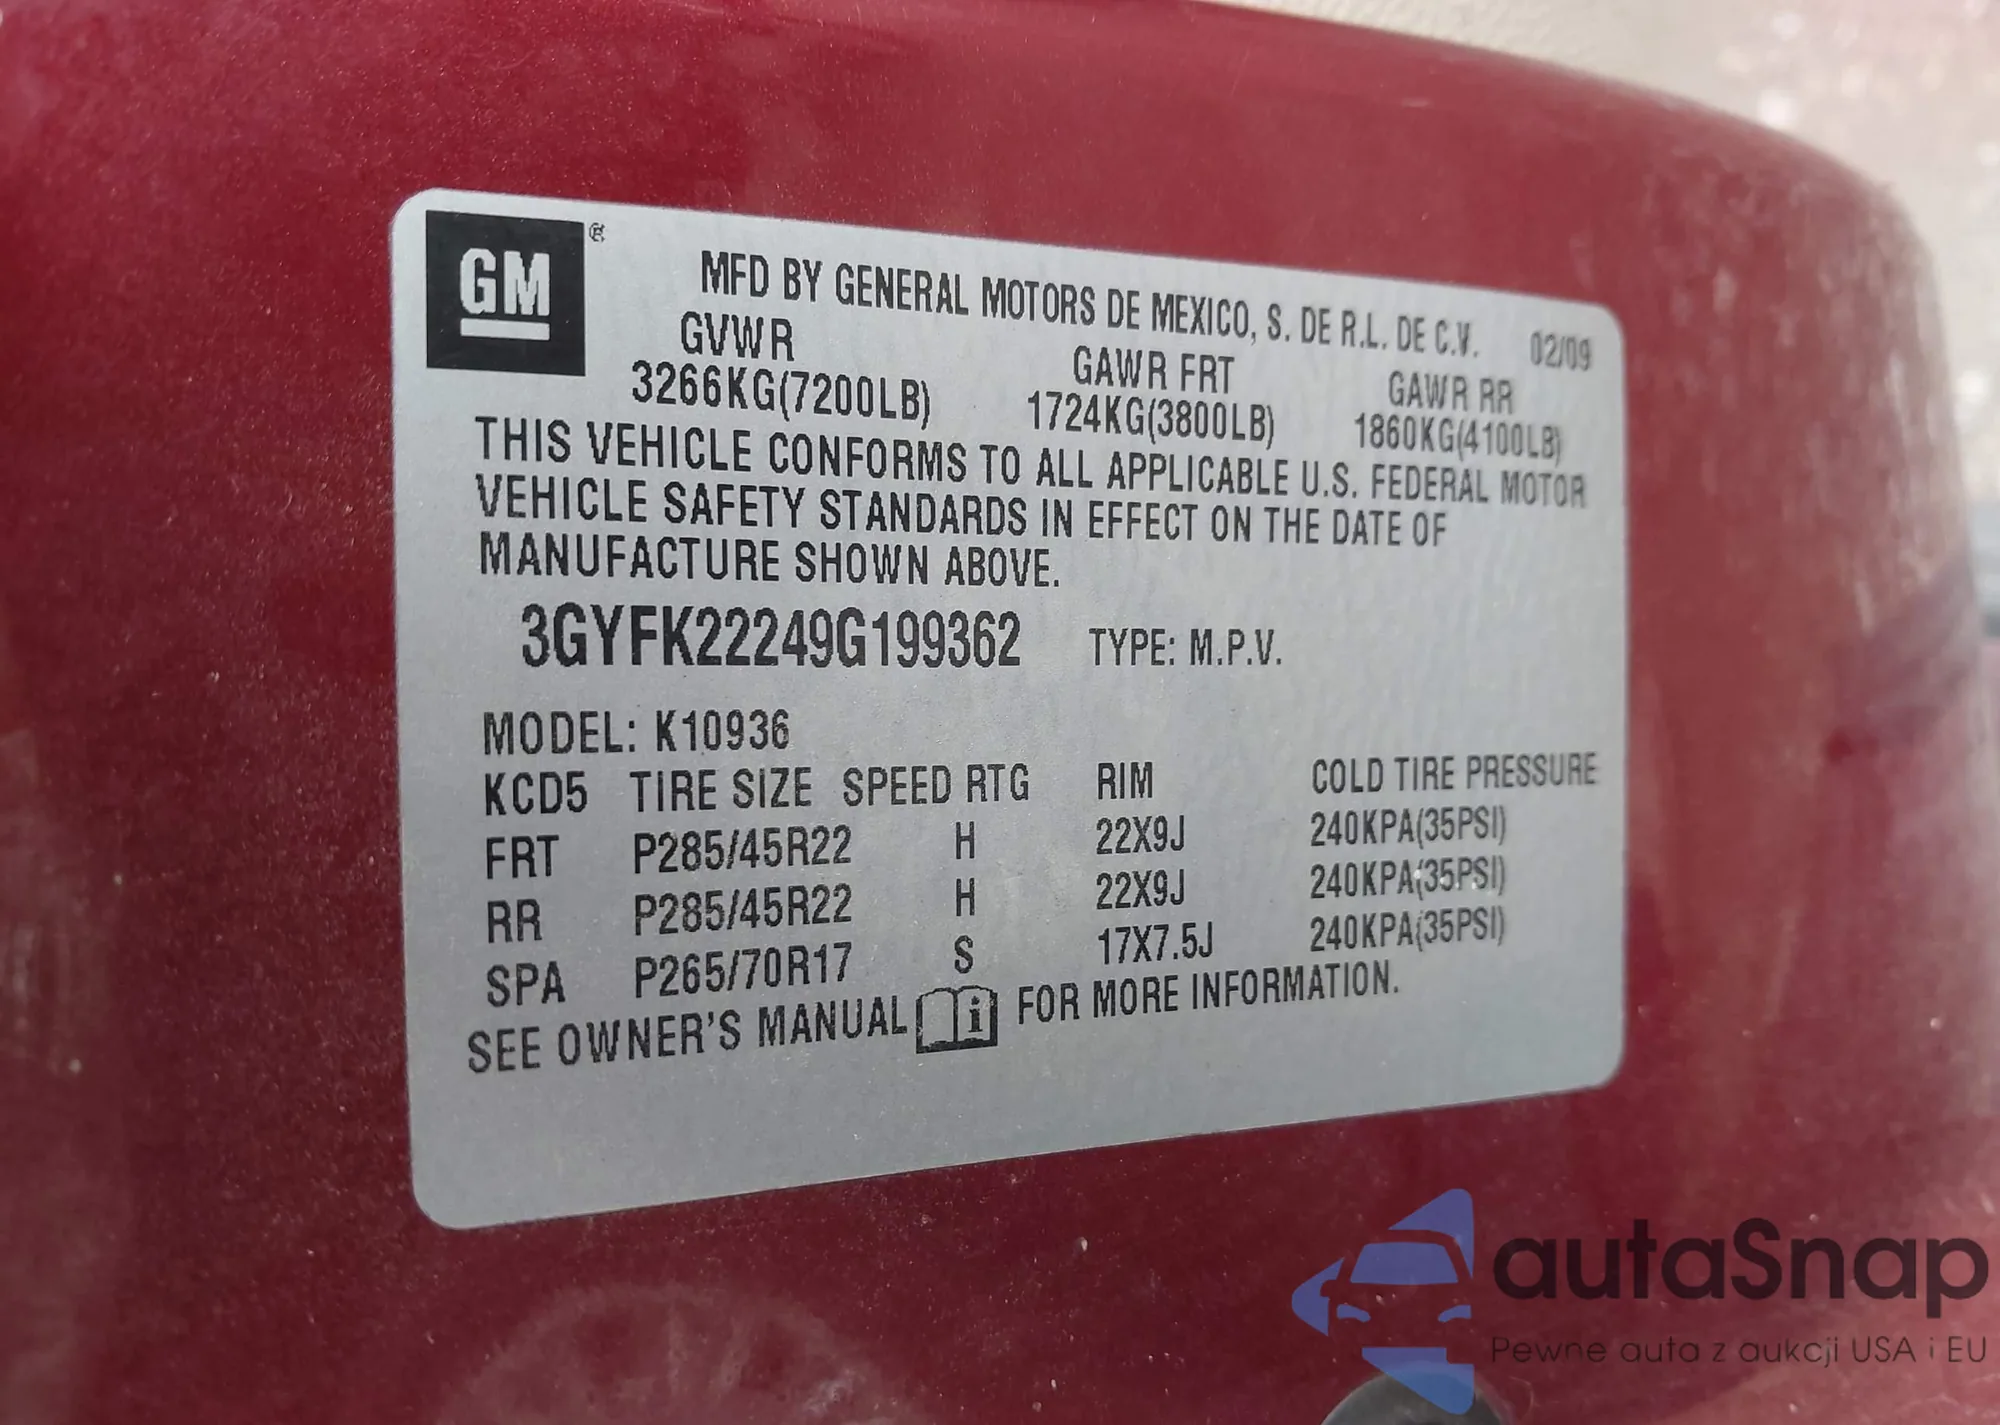 GM ®
MFD BY GENERAL MOTORS DE MEXICO, S. DE R.L. DE C.V. 02/09
GVWR GAWR FRT GAWR RR
3266KG(7200LB) 1724KG(3800LB) 1860KG(4100LB)
THIS VEHICLE CONFORMS TO ALL APPLICABLE U.S. FEDERAL MOTOR
VEHICLE SAFETY STANDARDS IN EFFECT ON THE DATE OF
MANUFACTURE SHOWN ABOVE.
3GYFK22249G199362 TYPE: M.P.V.
MODEL: K10936
KCD5 TIRE SIZE SPEED RTG RIM COLD TIRE PRESSURE
FRT P285/45R22 H 22X9J 240KPA(35PSI)
RR P285/45R22 H 22X9J 240KPA(35PSI)
SPA P265/70R17 S 17X7.5J 240KPA(35PSI)
SEE OWNER'S MANUAL i FOR MORE INFORMATION.
autaSnap
Pewne auta z aukcji USA i EU